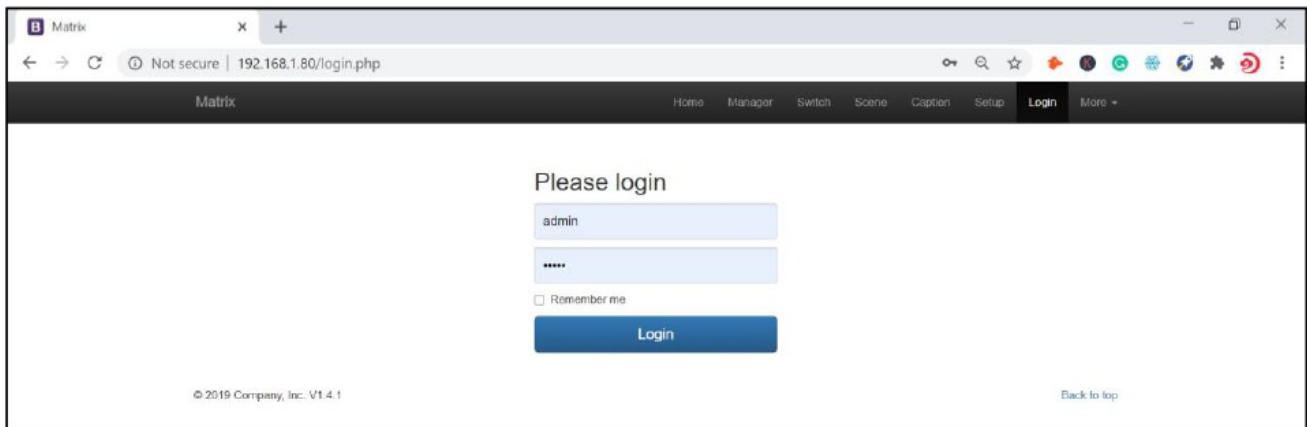 B Matrix
Not secure | 192.168.1.80/login.php
Matrix Home Manager Switch Scene Caption Setup Login More
Please login
admin
•••••
Remember me
Login
© 2019 Company, Inc. V1.4.1 Back to top